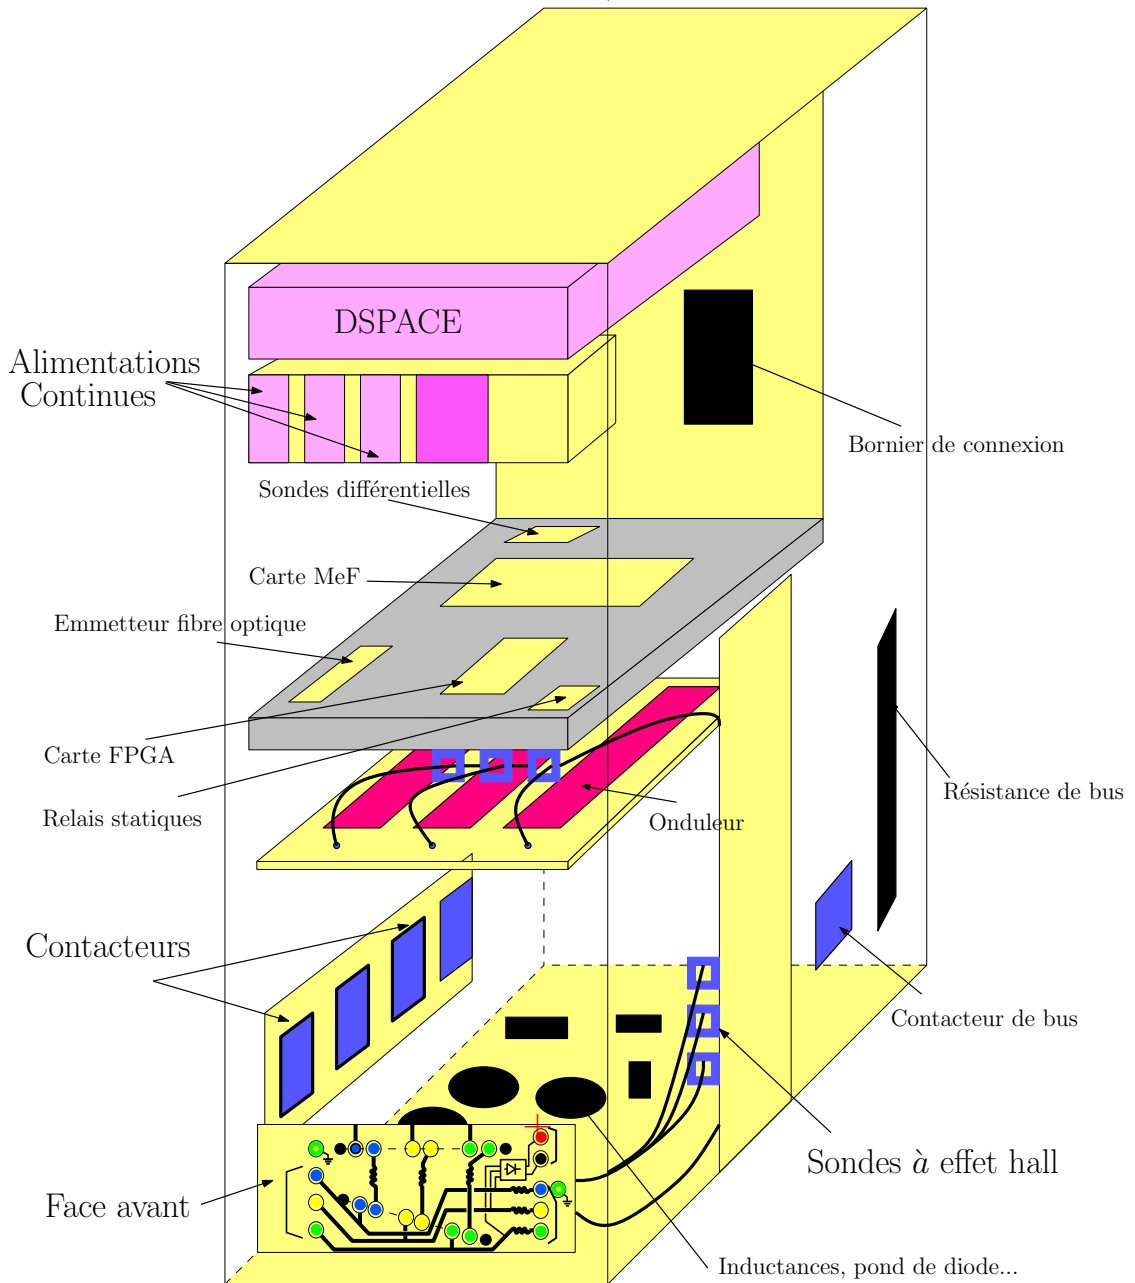 DSPACE
Alimentations
Continues
Bornier de connexion
Sondes différentielles
Carte MeF
Emmetteur fibre optique
Carte FPGA
Relais statiques
Onduleur
Résistance de bus
Contacteurs
Contacteur de bus
Sondes à effet hall
Face avant
Inductances, pond de diode...